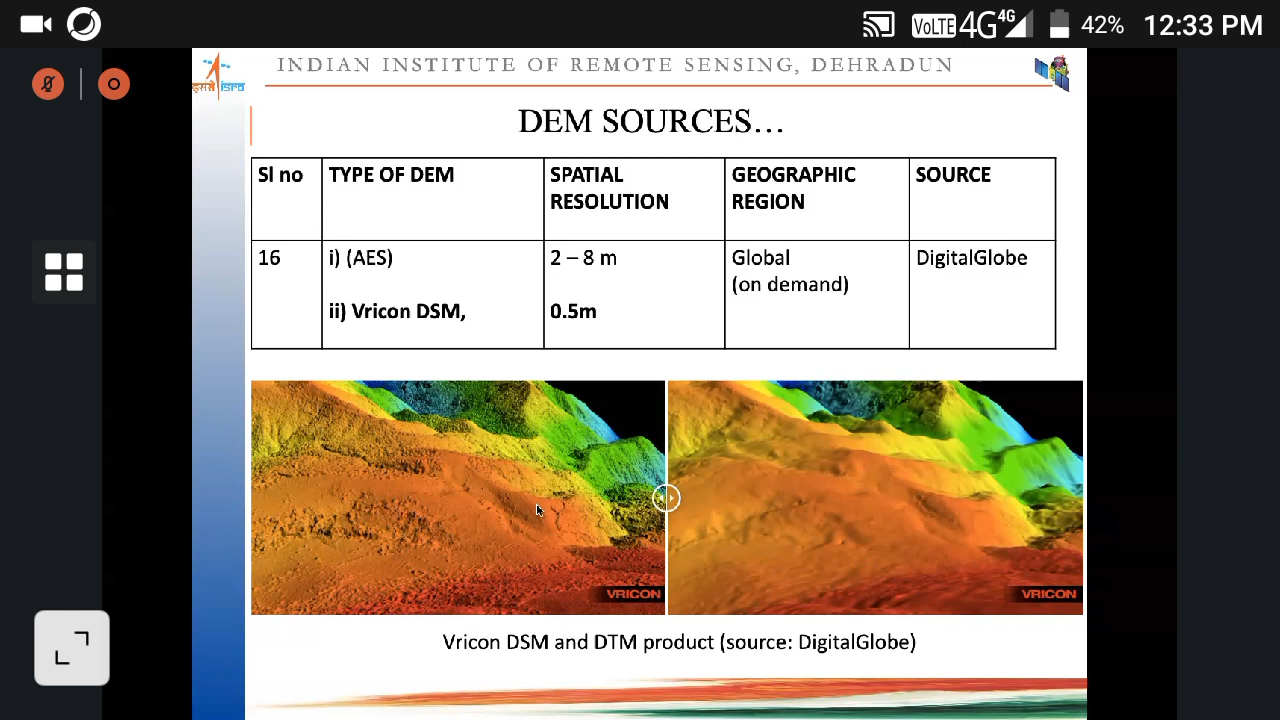 VoLTE 4G 4G 42% 12:33 PM
INDIAN INSTITUTE OF REMOTE SENSING, DEHRADUN
इसरो isro
DEM SOURCES...
Sl no TYPE OF DEM SPATIAL RESOLUTION GEOGRAPHIC REGION SOURCE
16 i) (AES) 2 – 8 m Global (on demand) DigitalGlobe
ii) Vricon DSM, 0.5m
VRICON VRICON
Vricon DSM and DTM product (source: DigitalGlobe)